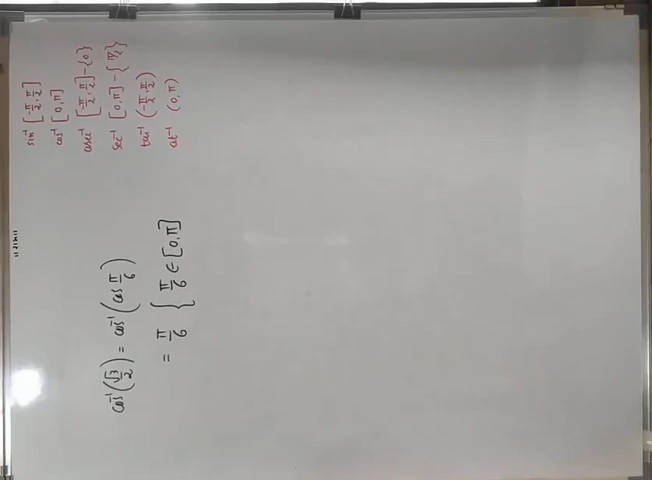 sin⁻¹ [-π/2, π/2]
cos⁻¹ [0, π]
cosec⁻¹ [-π/2, π/2] - {0}
sec⁻¹ [0, π] - {π/2}
tan⁻¹ (-π/2, π/2)
cot⁻¹ (0, π)
cos⁻¹(√3/2) = cos⁻¹(cos π/6)
= π/6 { π/6 ∈ [0, π]